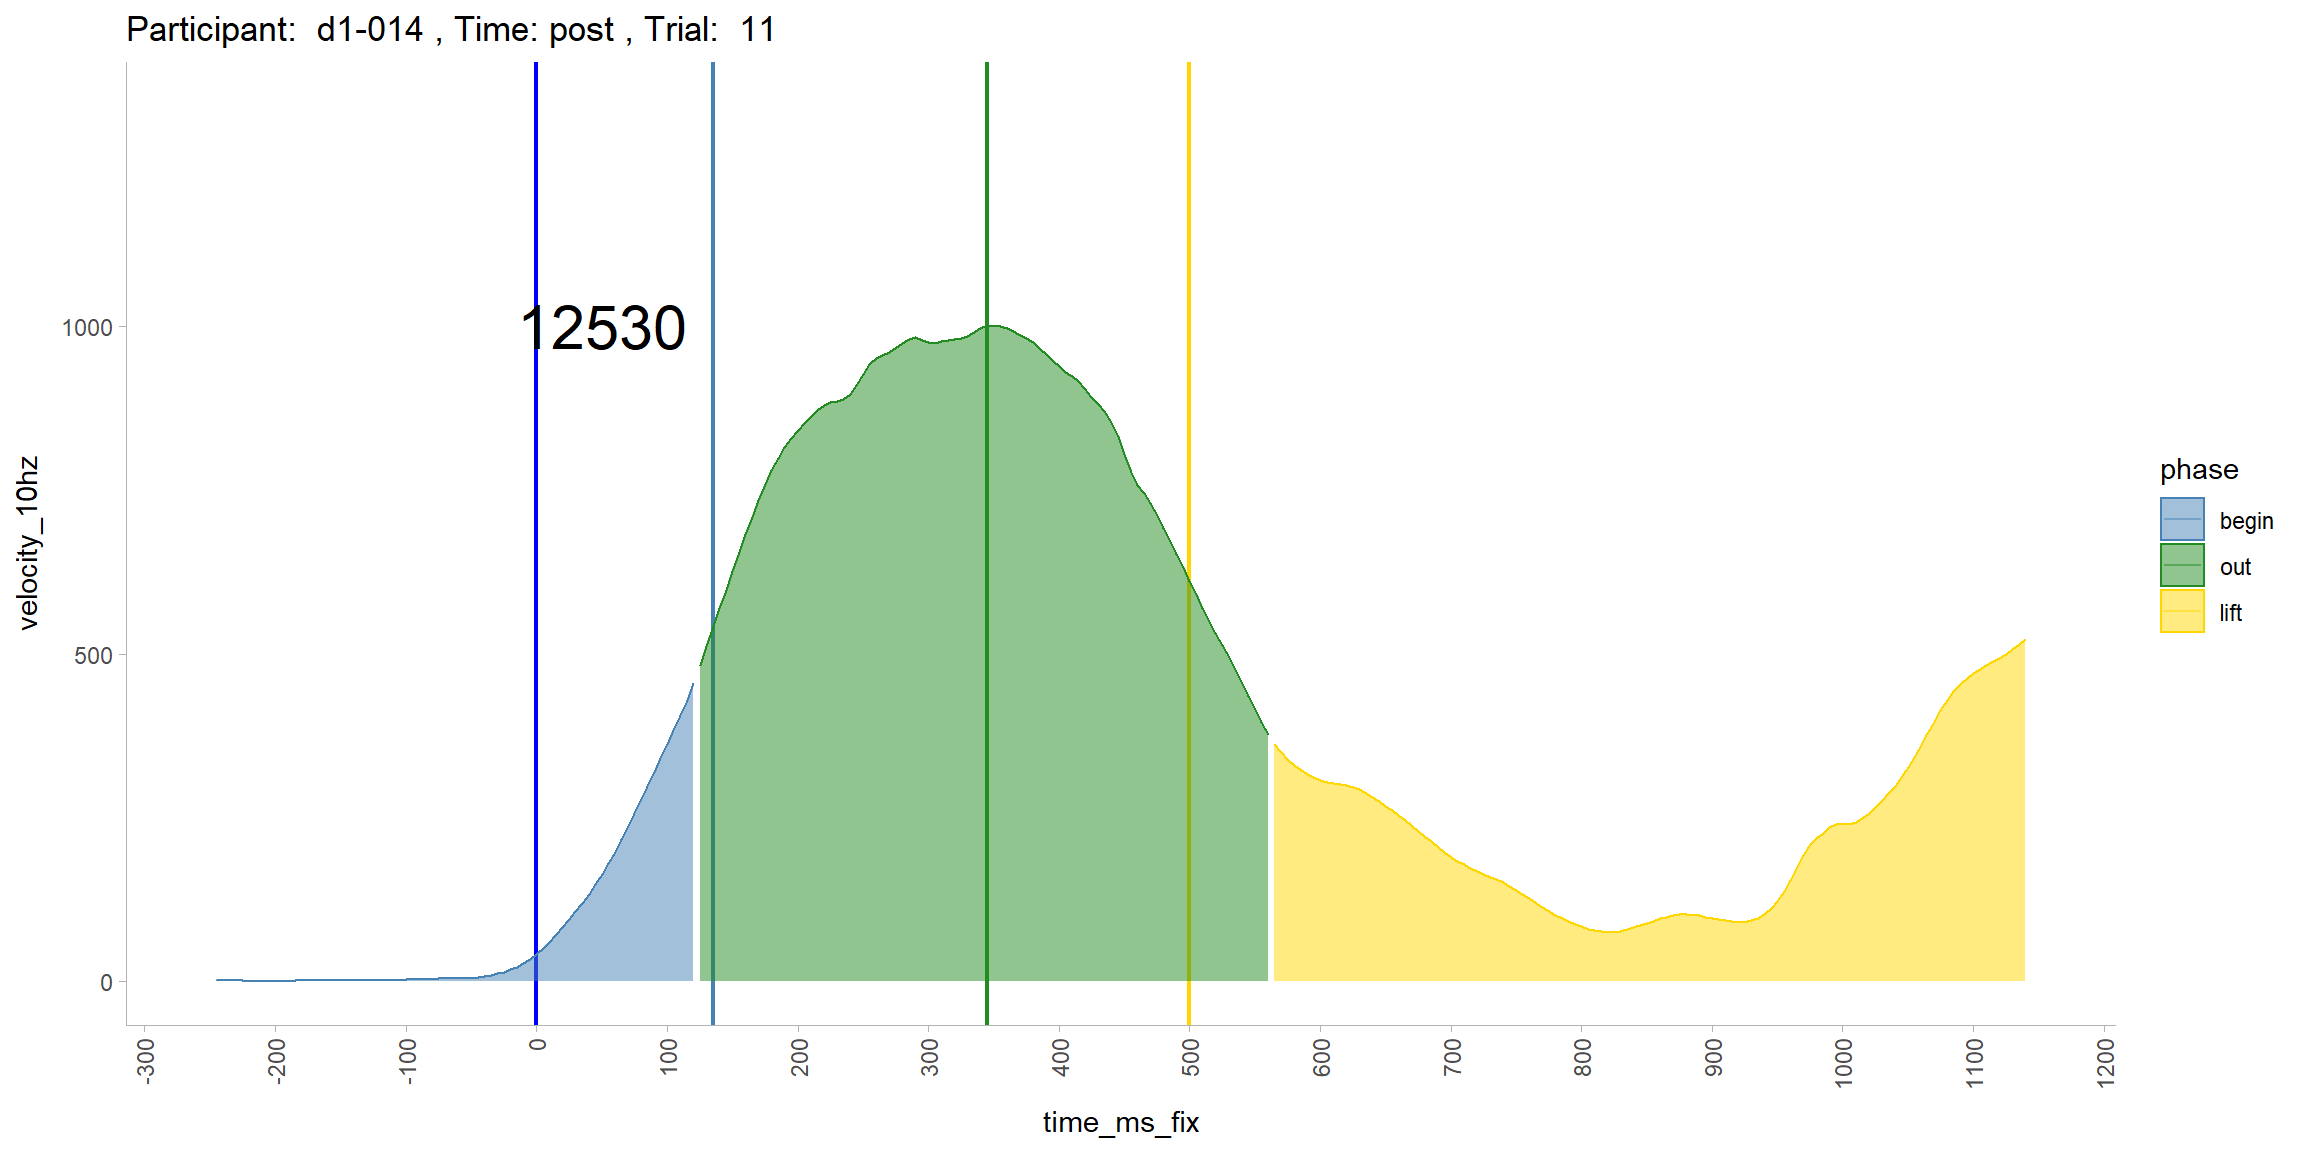 Participant:  d1-014 , Time: post , Trial:  11
12530
velocity_10hz
1000
500
0
-300
-200
-100
0
100
200
300
400
500
600
700
800
900
1000
1100
1200
time_ms_fix
phase
begin
out
lift